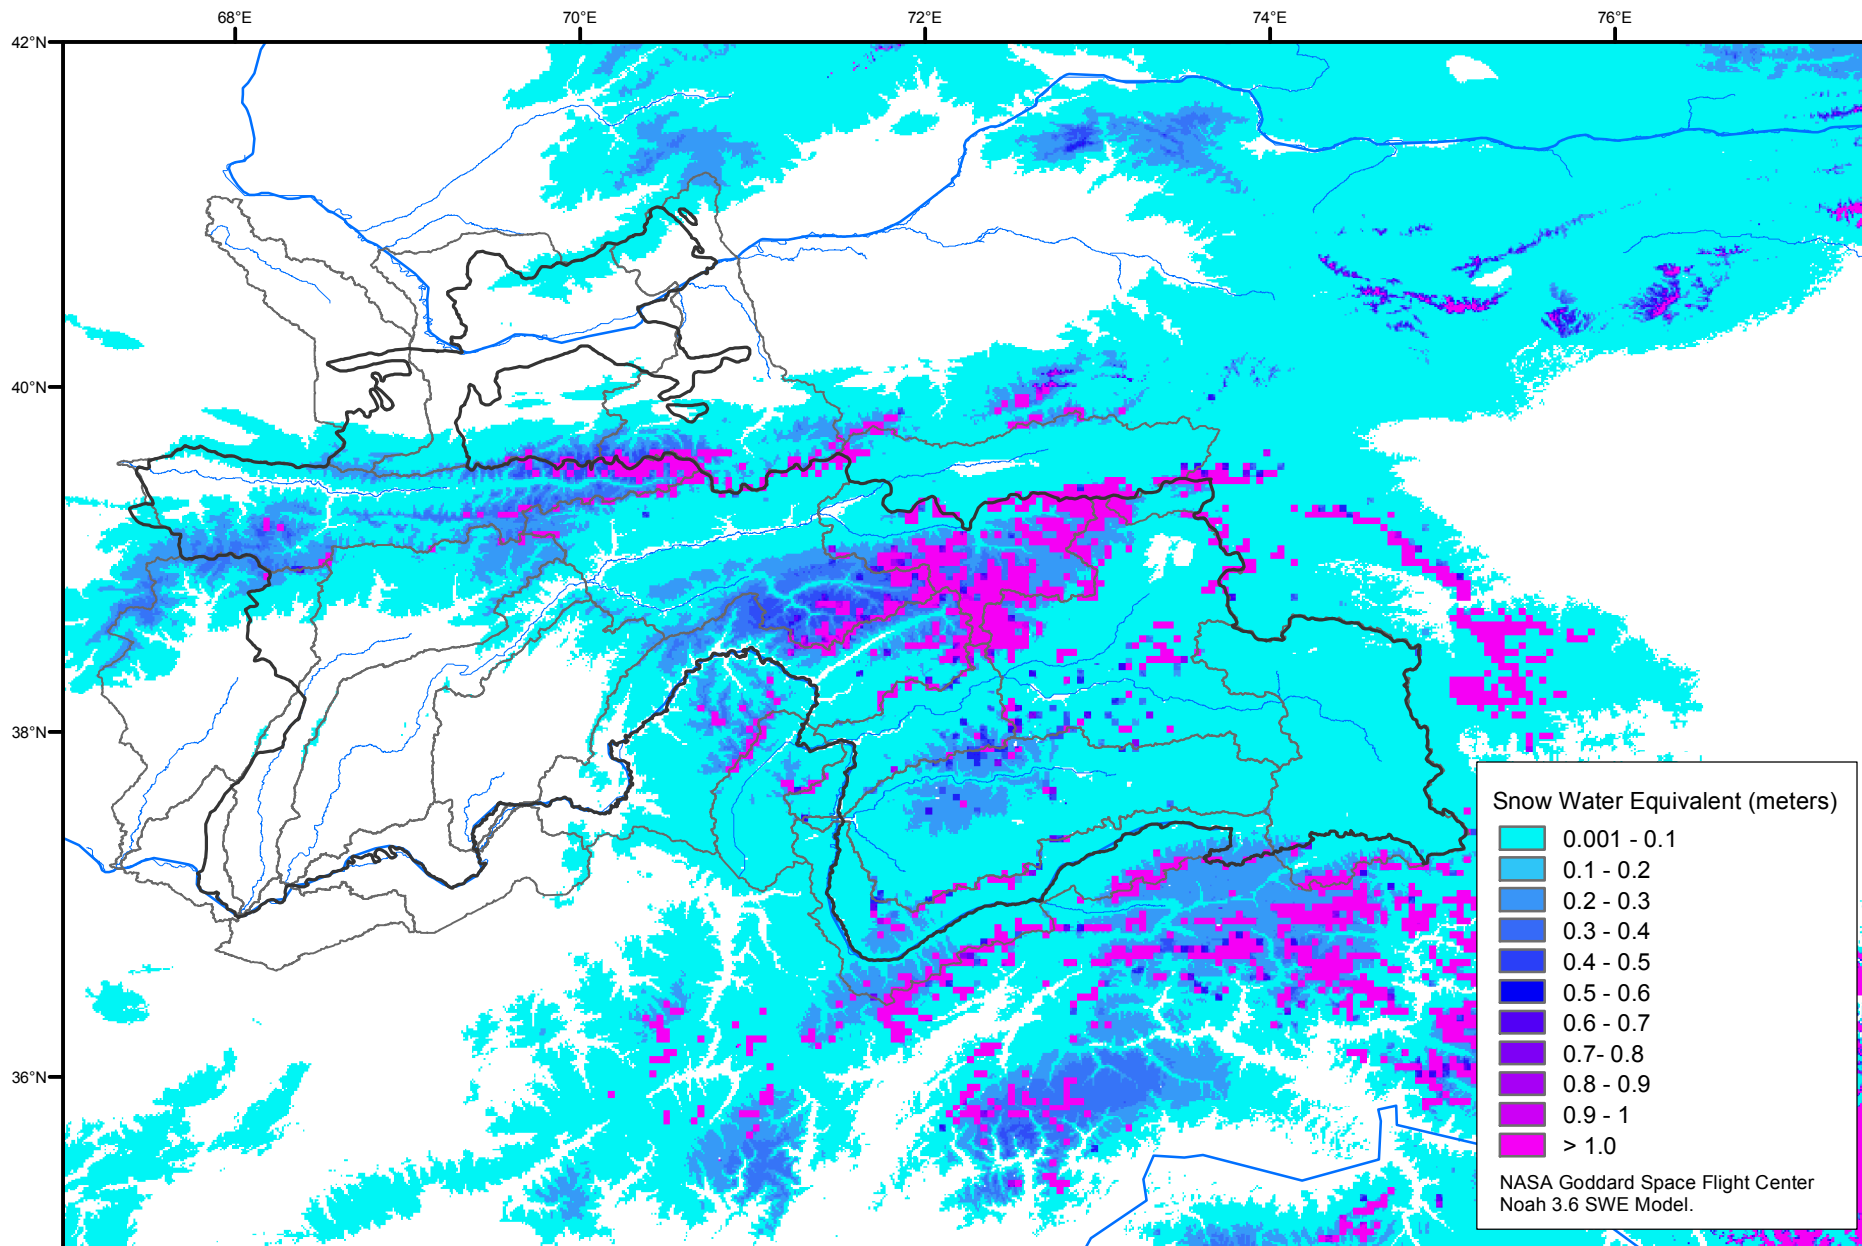 68°E 70°E 72°E 74°E 76°E
42°N
40°N
38°N
36°N
Snow Water Equivalent (meters)
0.001 - 0.1
0.1 - 0.2
0.2 - 0.3
0.3 - 0.4
0.4 - 0.5
0.5 - 0.6
0.6 - 0.7
0.7- 0.8
0.8 - 0.9
0.9 - 1
> 1.0
NASA Goddard Space Flight Center
Noah 3.6 SWE Model.